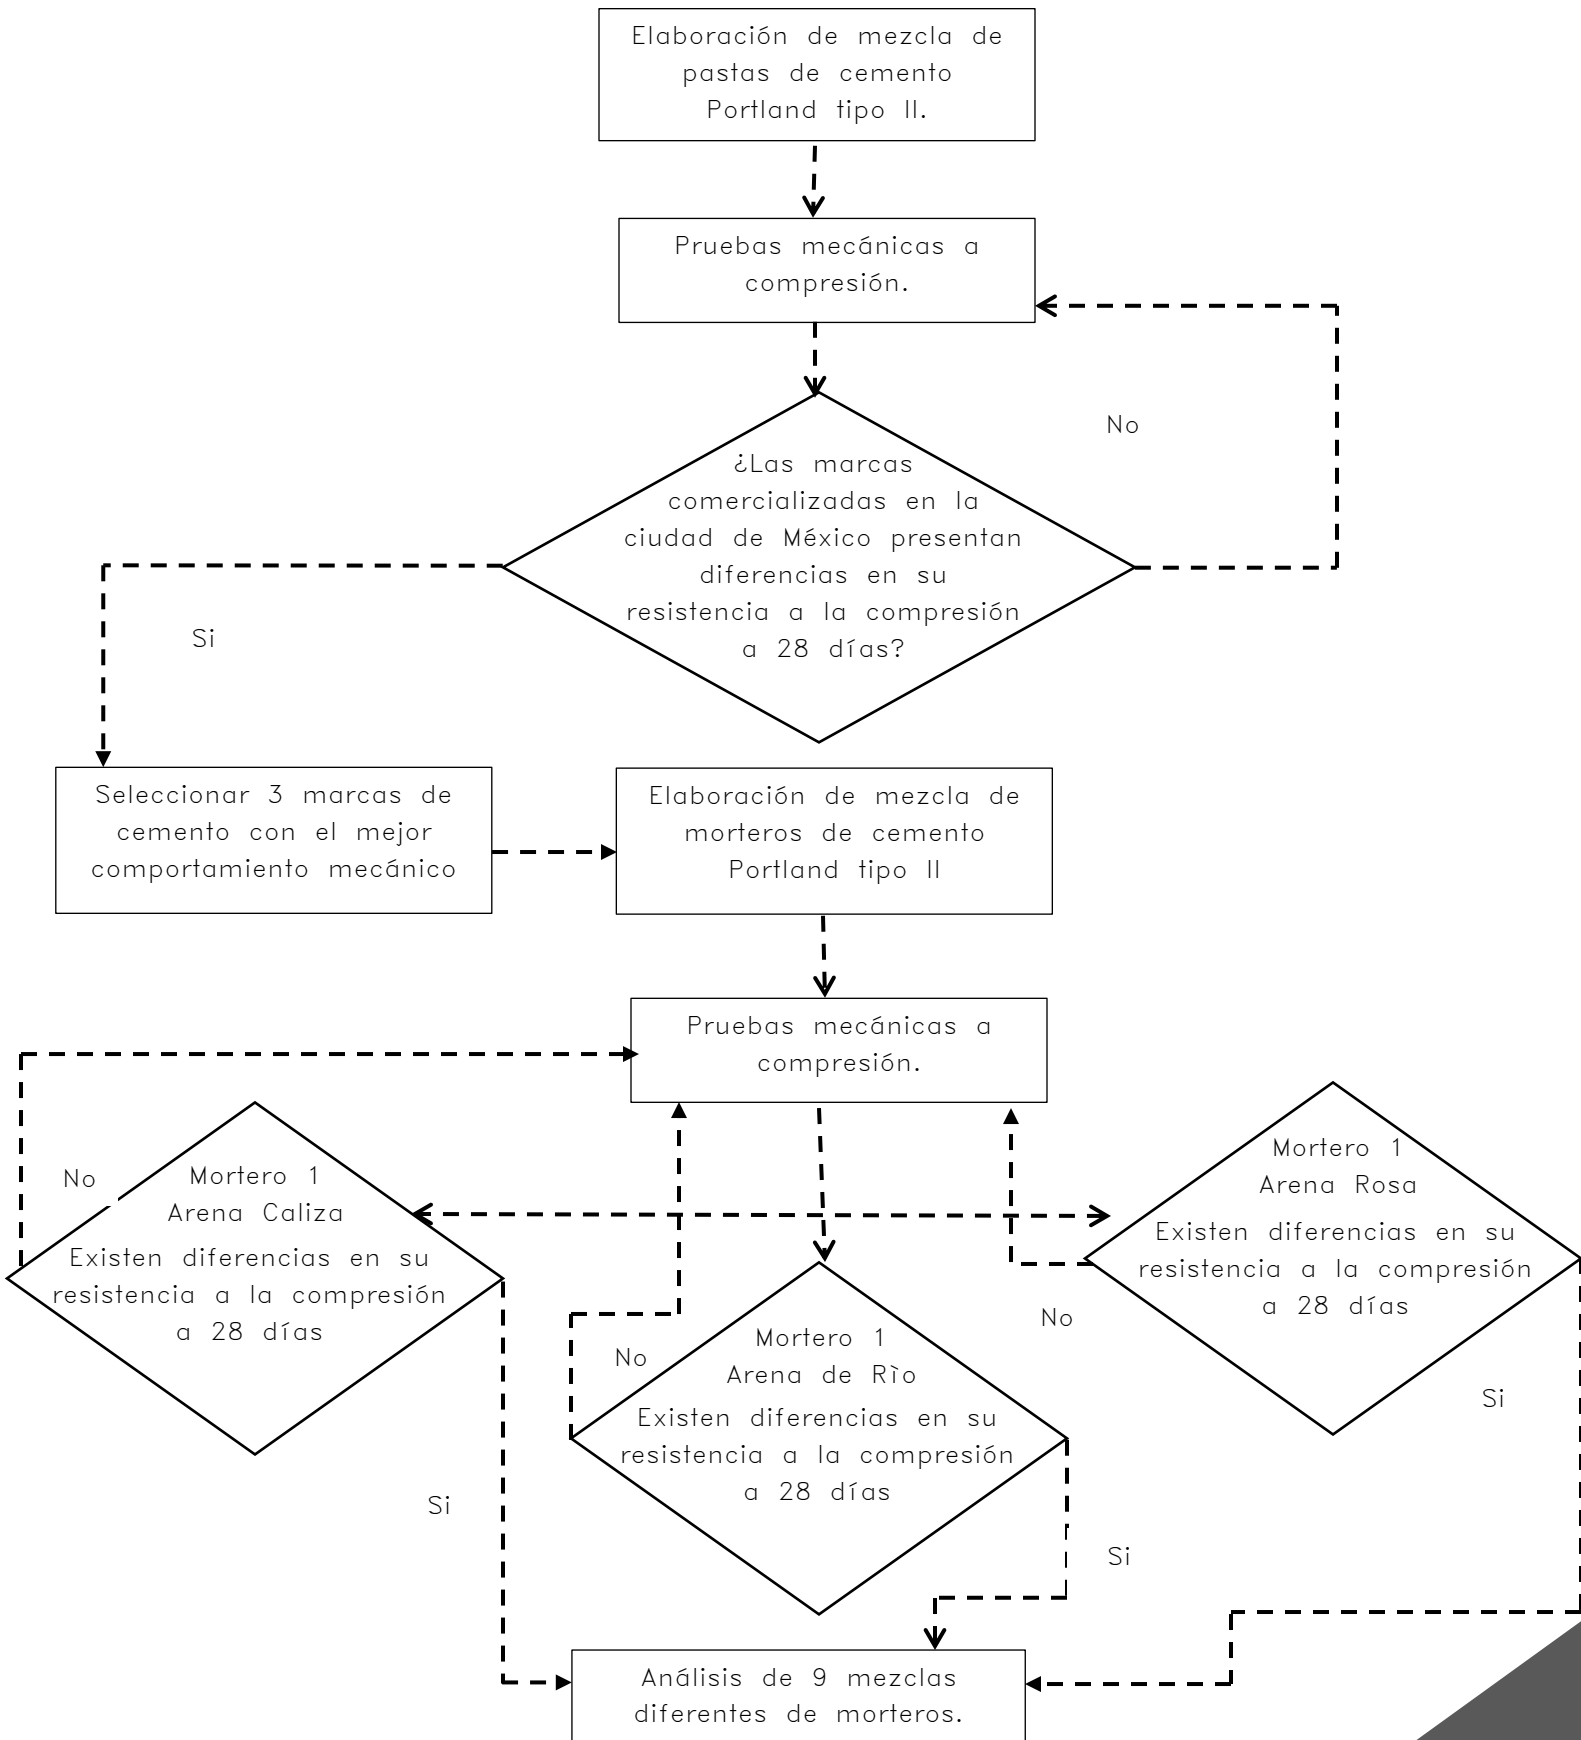 Elaboración de mezcla de
pastas de cemento
Portland tipo II.
Pruebas mecánicas a
compresión.
No
¿Las marcas
comercializadas en la
ciudad de México presentan
diferencias en su
resistencia a la compresión
a 28 días?
Si
Seleccionar 3 marcas de
cemento con el mejor
comportamiento mecánico
Elaboración de mezcla de
morteros de cemento
Portland tipo II
Pruebas mecánicas a
compresión.
No
Mortero 1
Arena Caliza
Existen diferencias en su
resistencia a la compresión
a 28 días
Si
No
Mortero 1
Arena de Rìo
Existen diferencias en su
resistencia a la compresión
a 28 días
Si
Mortero 1
Arena Rosa
Existen diferencias en su
resistencia a la compresión
a 28 días
No
Si
Análisis de 9 mezclas
diferentes de morteros.